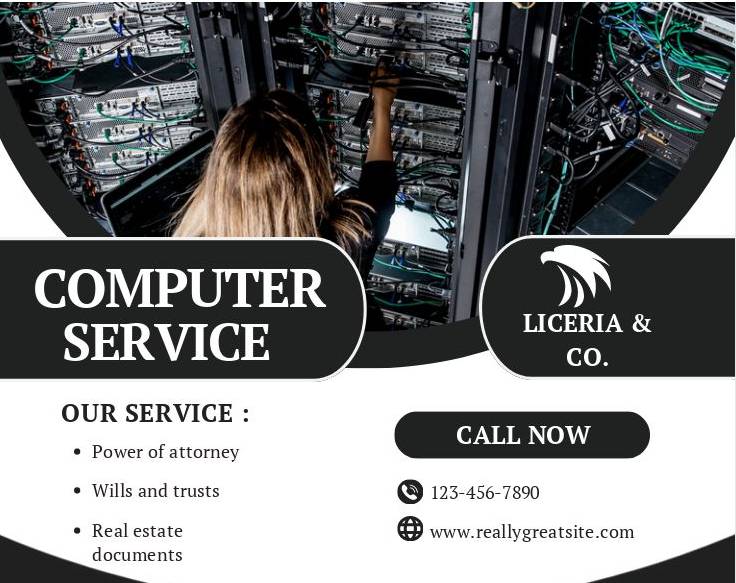 COMPUTER
SERVICE
LICERIA &
CO.
OUR SERVICE :
• Power of attorney
• Wills and trusts
• Real estate
documents
CALL NOW
123-456-7890
www.reallygreatsite.com